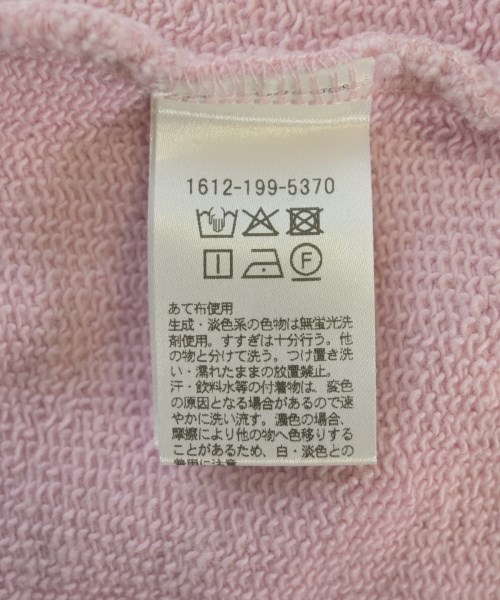 1612-199-5370
F
あて布使用
生成・淡色系の色物は無蛍光洗
剤使用。すすぎは十分行う。他
の物と分けて洗う。つけ置き洗
い・濡れたままの放置禁止。
汗・飲料水等の付着物は、変色
の原因となる場合があるので速
やかに洗い流す。濃色の場合、
摩擦により他の物へ色移りする
ことがあるため、白・淡色との
着用に注意